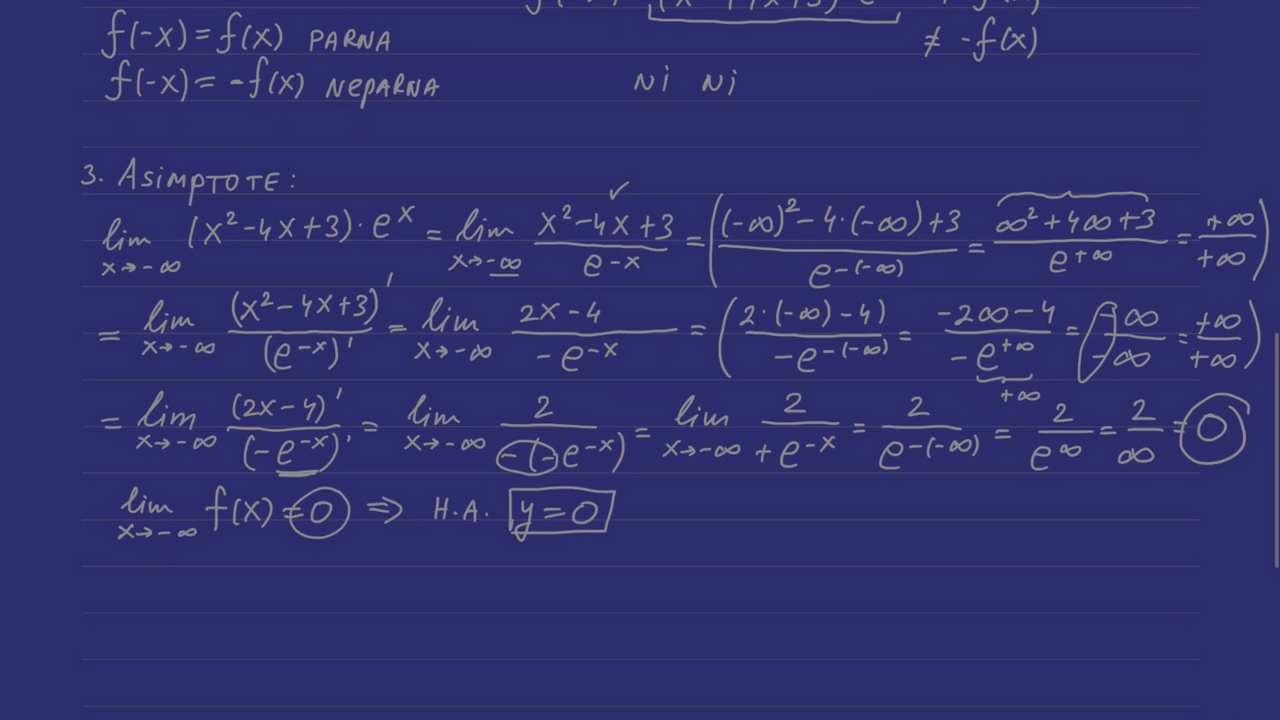 f(-x) = f(x) PARNA ≠ -f(x)
f(-x) = -f(x) NEPARNA Ni Ni
3. ASIMPTOTE:
lim x→-∞ (x²-4x+3)·eˣ = lim x→-∞ (x²-4x+3)/(e^(-x)) = ( ((-∞)²-4·(-∞)+3)/(e^(-(-∞))) = (∞²+4∞+3)/(e^(+∞)) = (+∞)/(+∞) )
= lim x→-∞ (x²-4x+3)'/(e^(-x))' = lim x→-∞ (2x-4)/(-e^(-x)) = ( (2·(-∞)-4)/(-e^(-(-∞))) = (-2∞-4)/(-e^(+∞)) = (-∞)/(-∞) = (+∞)/(+∞) )
+∞
= lim x→-∞ (2x-4)'/(-e^(-x))' = lim x→-∞ 2/(-(-e^(-x))) = lim x→-∞ 2/(+e^(-x)) = 2/(e^(-(-∞))) = 2/(e^∞) = 2/∞ = 0
lim x→-∞ f(x) = 0 ⇒ H.A. y=0